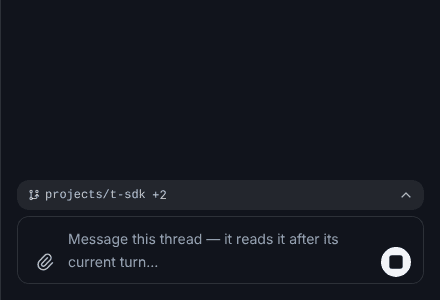 projects/t-sdk +2
Message this thread — it reads it after its
current turn...